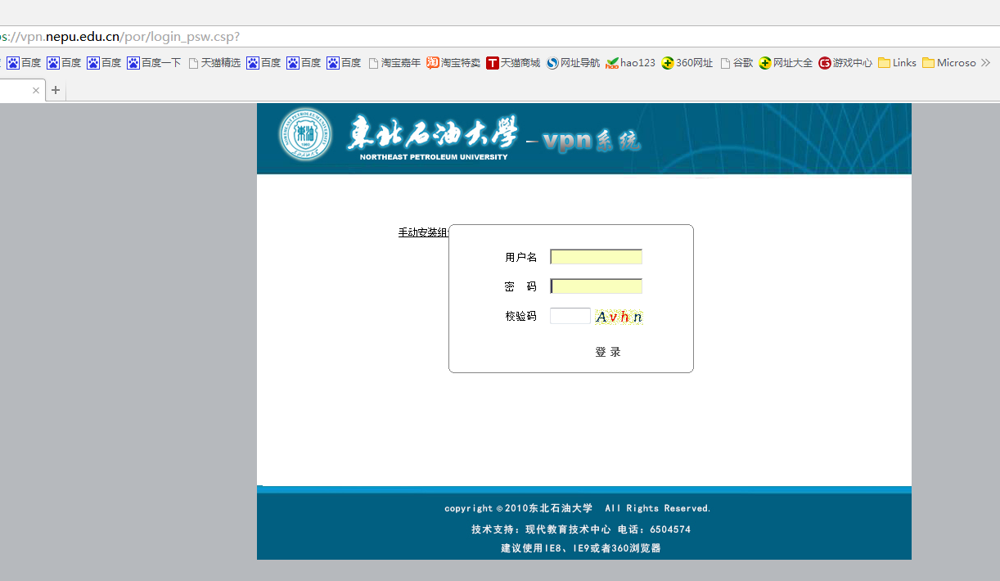 s://vpn.nepu.edu.cn/por/login_psw.csp?
百度 百度 百度 百度一下 天猫精选 百度 百度 百度 淘宝嘉年 淘宝特卖 天猫商城 网址导航 hao123 360网址 谷歌 网址大全 游戏中心 Links Microso
東北石油大學 —vpn系统
NORTHEAST PETROLEUM UNIVERSITY
手动安装组
用户名
密 码
校验码 Avhn
登 录
copyright ©2010东北石油大学 All Rights Reserved.
技术支持：现代教育技术中心 电话：6504574
建议使用IE8、IE9或者360浏览器